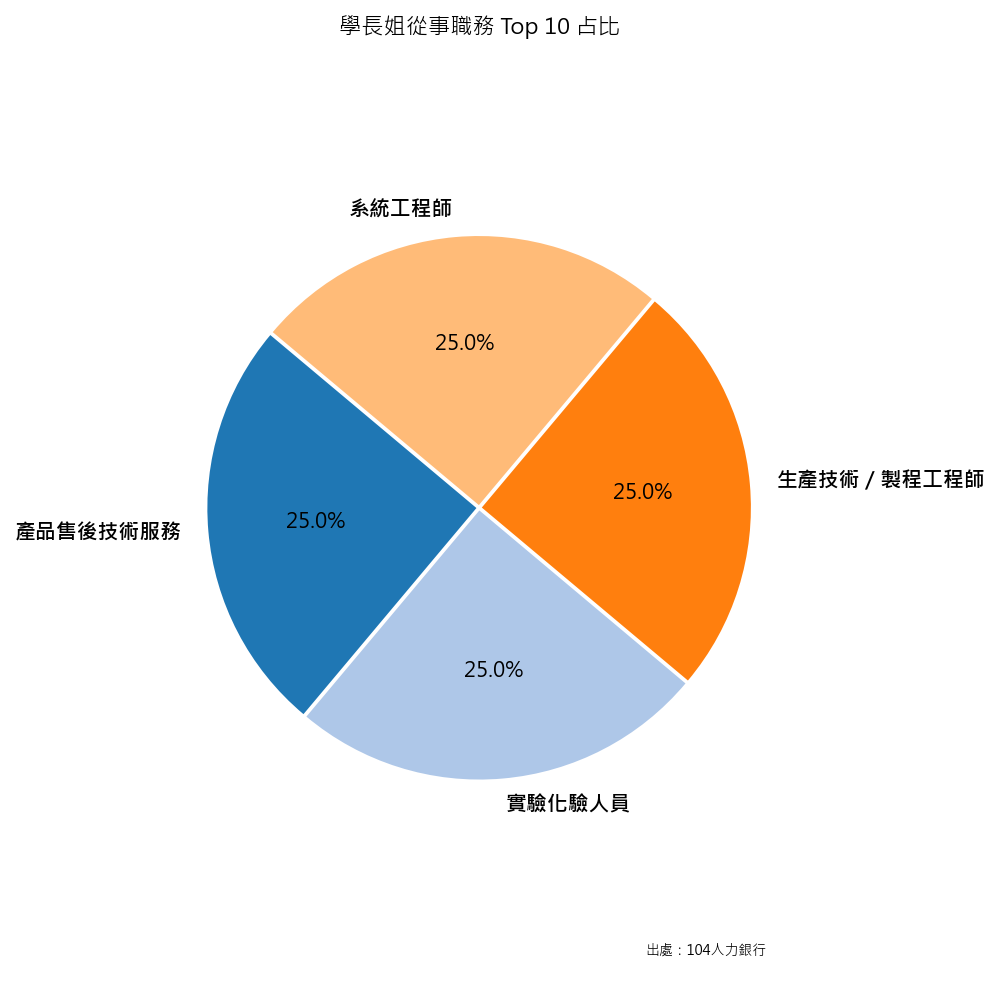 學長姐從事職務 Top 10 占比
系統工程師
25.0%
25.0%
生產技術 / 製程工程師
產品售後技術服務
25.0%
25.0%
實驗化驗人員
出處：104人力銀行